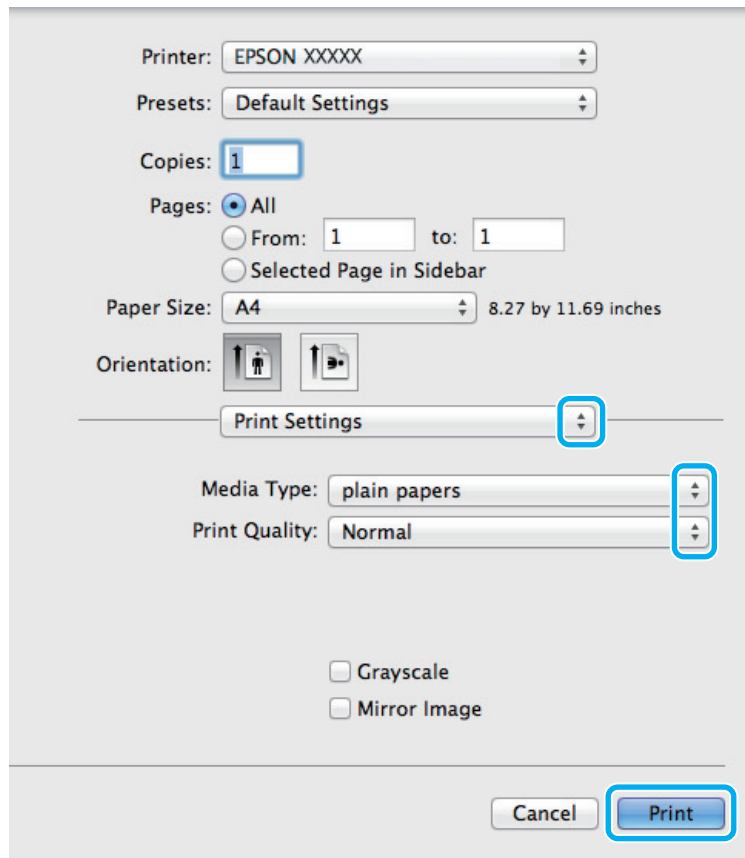 Printer: EPSON XXXXX
Presets: Default Settings
Copies: 1
Pages: All
From: 1 to: 1
Selected Page in Sidebar
Paper Size: A4 8.27 by 11.69 inches
Orientation:
Print Settings
Media Type: plain papers
Print Quality: Normal
Grayscale
Mirror Image
Cancel Print